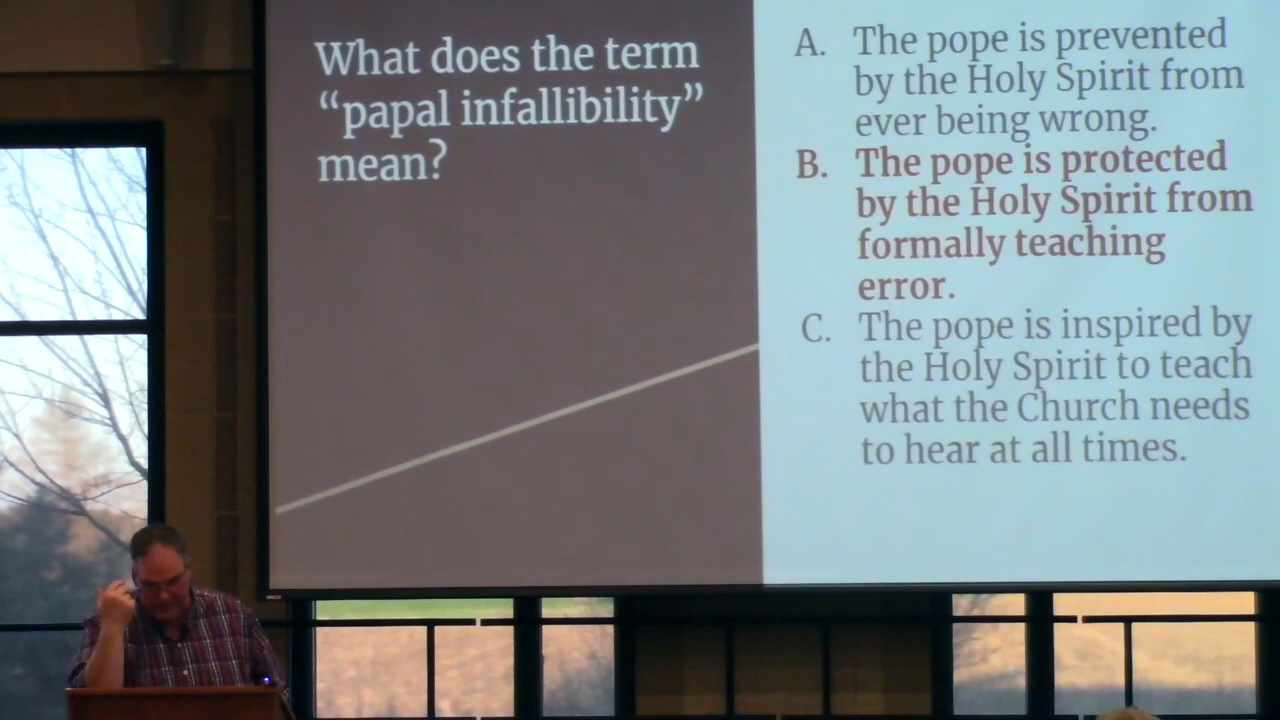 What does the term
“papal infallibility”
mean?
A. The pope is prevented
by the Holy Spirit from
ever being wrong.
B. The pope is protected
by the Holy Spirit from
formally teaching
error.
C. The pope is inspired by
the Holy Spirit to teach
what the Church needs
to hear at all times.